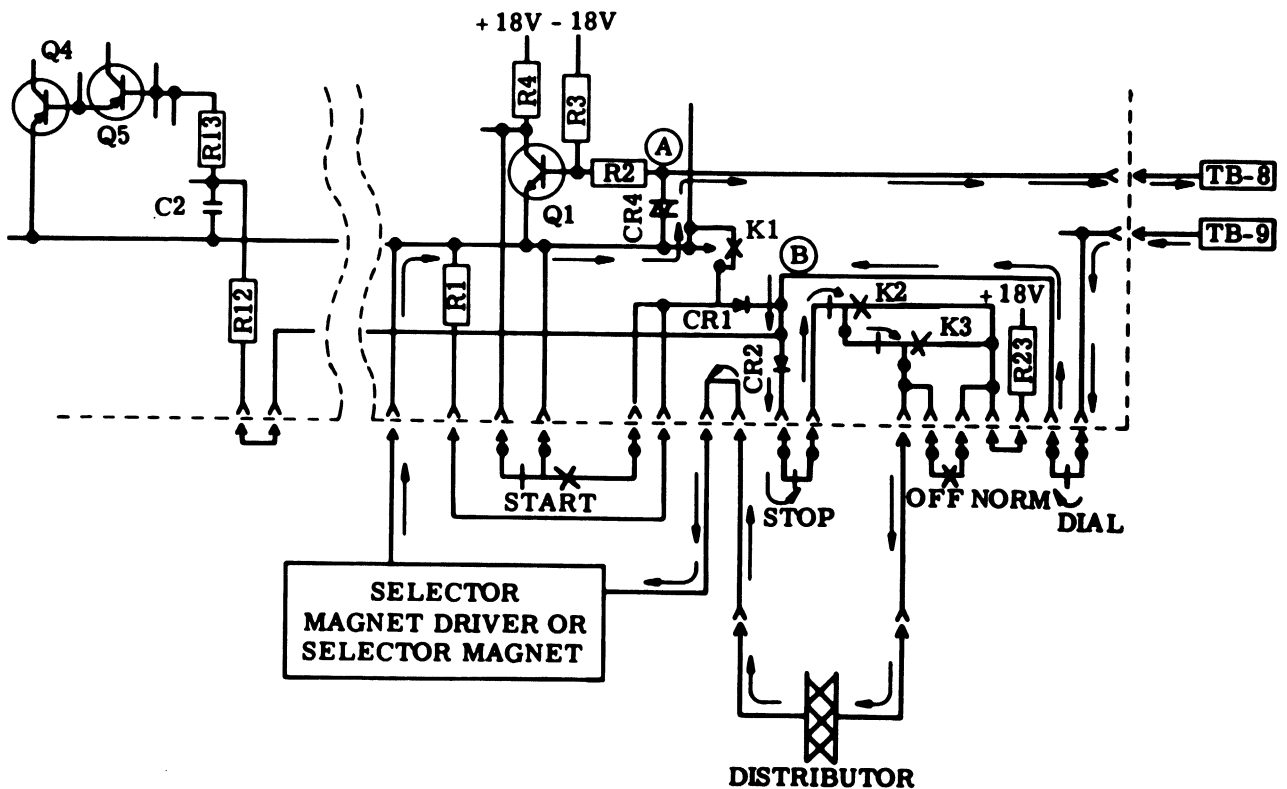 + 18V - 18V
Q4
Q5
R13
C2
R12
R4
R3
R2
A
Q1
CR4
TB-8
TB-9
K1
B
R1
CR1
CR2
K2
K3
+ 18V
R23
START
STOP
OFF NORM
DIAL
SELECTOR
MAGNET DRIVER OR
SELECTOR MAGNET
DISTRIBUTOR